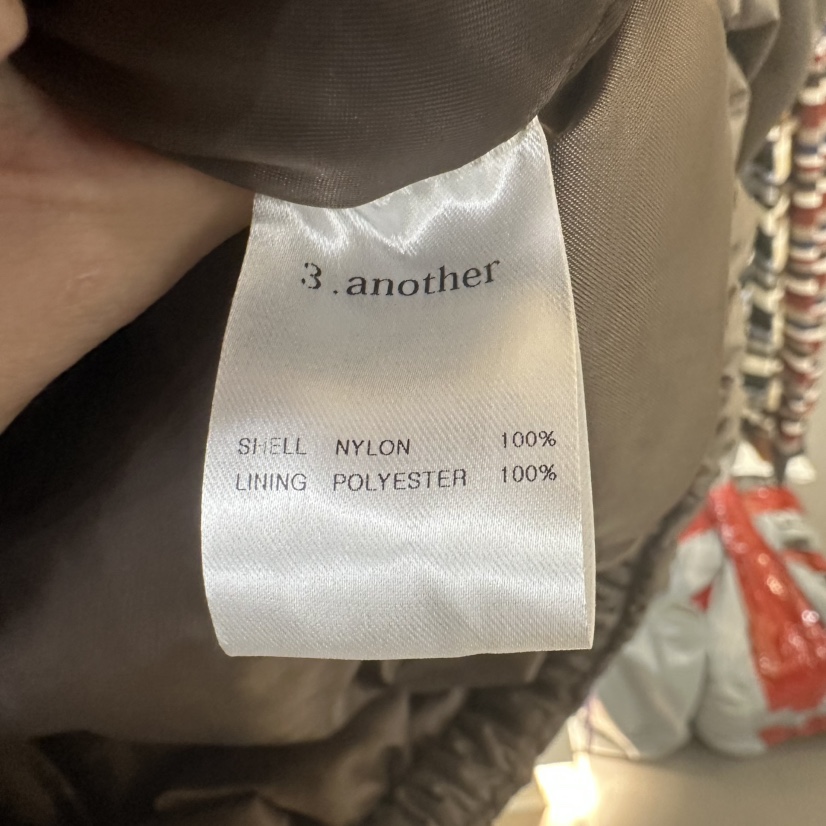 3.another
SHELL NYLON 100%
LINING POLYESTER 100%